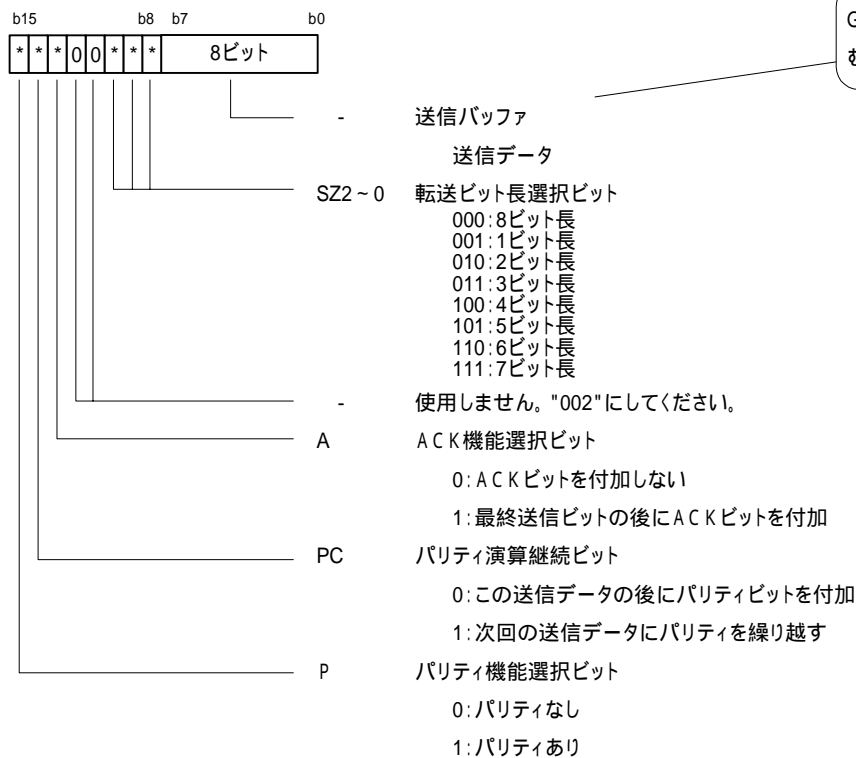 b15 b8 b7 b0
* * * 0 0 * * * 8ビット
- 送信バッファ
送信データ
SZ2～0 転送ビット長選択ビット
000:8ビット長
001:1ビット長
010:2ビット長
011:3ビット長
100:4ビット長
101:5ビット長
110:6ビット長
111:7ビット長
- 使用しません。"002"にしてください。
A ACK機能選択ビット
0:ACKビットを付加しない
1:最終送信ビットの後にACKビットを付加
PC パリティ演算継続ビット
0:この送信データの後にパリティビットを付加
1:次回の送信データにパリティを繰り越す
P パリティ機能選択ビット
0:パリティなし
1:パリティあり